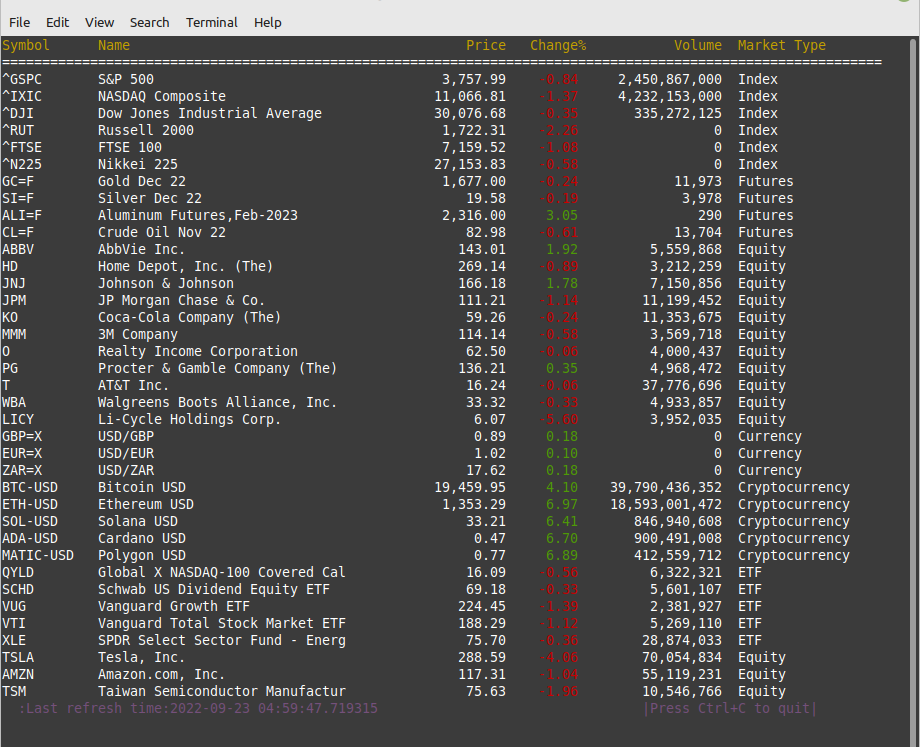 File Edit View Search Terminal Help
Symbol Name Price Change% Volume Market Type
==============================================================================================================
^GSPC S&P 500 3,757.99 -0.84 2,450,867,000 Index
^IXIC NASDAQ Composite 11,066.81 -1.37 4,232,153,000 Index
^DJI Dow Jones Industrial Average 30,076.68 -0.35 335,272,125 Index
^RUT Russell 2000 1,722.31 -2.26 0 Index
^FTSE FTSE 100 7,159.52 -1.08 0 Index
^N225 Nikkei 225 27,153.83 -0.58 0 Index
GC=F Gold Dec 22 1,677.00 -0.24 11,973 Futures
SI=F Silver Dec 22 19.58 -0.19 3,978 Futures
ALI=F Aluminum Futures,Feb-2023 2,316.00 3.05 290 Futures
CL=F Crude Oil Nov 22 82.98 -0.61 13,704 Futures
ABBV AbbVie Inc. 143.01 1.92 5,559,868 Equity
HD Home Depot, Inc. (The) 269.14 -0.89 3,212,259 Equity
JNJ Johnson & Johnson 166.18 1.78 7,150,856 Equity
JPM JP Morgan Chase & Co. 111.21 -1.14 11,199,452 Equity
KO Coca-Cola Company (The) 59.26 -0.24 11,353,675 Equity
MMM 3M Company 114.14 -0.58 3,569,718 Equity
O Realty Income Corporation 62.50 -0.86 4,000,437 Equity
PG Procter & Gamble Company (The) 136.21 0.35 4,968,472 Equity
T AT&T Inc. 16.24 -0.06 37,776,696 Equity
WBA Walgreens Boots Alliance, Inc. 33.32 -0.33 4,933,857 Equity
LICY Li-Cycle Holdings Corp. 6.07 -5.60 3,952,035 Equity
GBP=X USD/GBP 0.89 0.18 0 Currency
EUR=X USD/EUR 1.02 0.10 0 Currency
ZAR=X USD/ZAR 17.62 0.18 0 Currency
BTC-USD Bitcoin USD 19,459.95 4.10 39,790,436,352 Cryptocurrency
ETH-USD Ethereum USD 1,353.29 6.97 18,593,001,472 Cryptocurrency
SOL-USD Solana USD 33.21 6.41 846,940,608 Cryptocurrency
ADA-USD Cardano USD 0.47 6.70 900,491,008 Cryptocurrency
MATIC-USD Polygon USD 0.77 6.89 412,559,712 Cryptocurrency
QYLD Global X NASDAQ-100 Covered Cal 16.09 -0.56 6,322,321 ETF
SCHD Schwab US Dividend Equity ETF 69.18 -0.33 5,601,107 ETF
VUG Vanguard Growth ETF 224.45 -1.39 2,381,927 ETF
VTI Vanguard Total Stock Market ETF 188.29 -1.12 5,269,110 ETF
XLE SPDR Select Sector Fund - Energ 75.70 -0.36 28,874,033 ETF
TSLA Tesla, Inc. 288.59 -4.06 70,054,834 Equity
AMZN Amazon.com, Inc. 117.31 -1.04 55,119,231 Equity
TSM Taiwan Semiconductor Manufactur 75.63 -1.96 10,546,766 Equity
:Last refresh time:2022-09-23 04:59:47.719315 |Press Ctrl+C to quit|